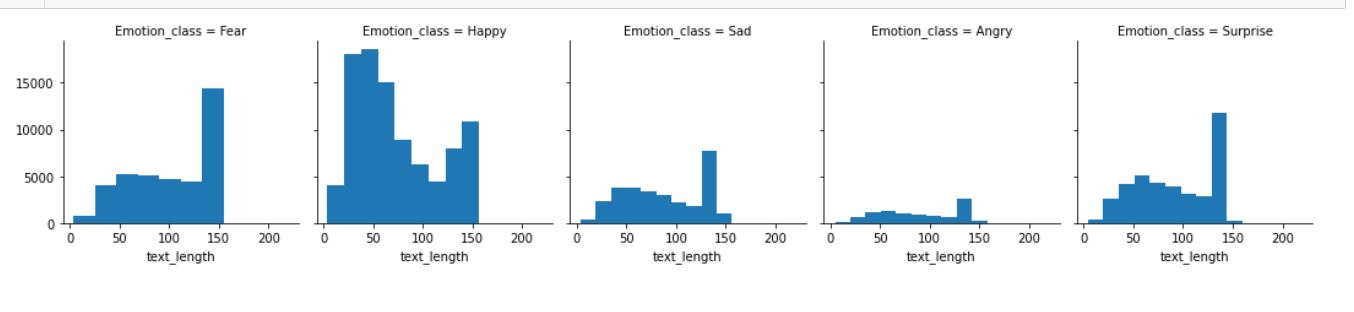 Emotion_class = Fear Emotion_class = Happy Emotion_class = Sad Emotion_class = Angry Emotion_class = Surprise
15000
10000
5000
0
0 50 100 150 200 0 50 100 150 200 0 50 100 150 200 0 50 100 150 200 0 50 100 150 200
text_length text_length text_length text_length text_length